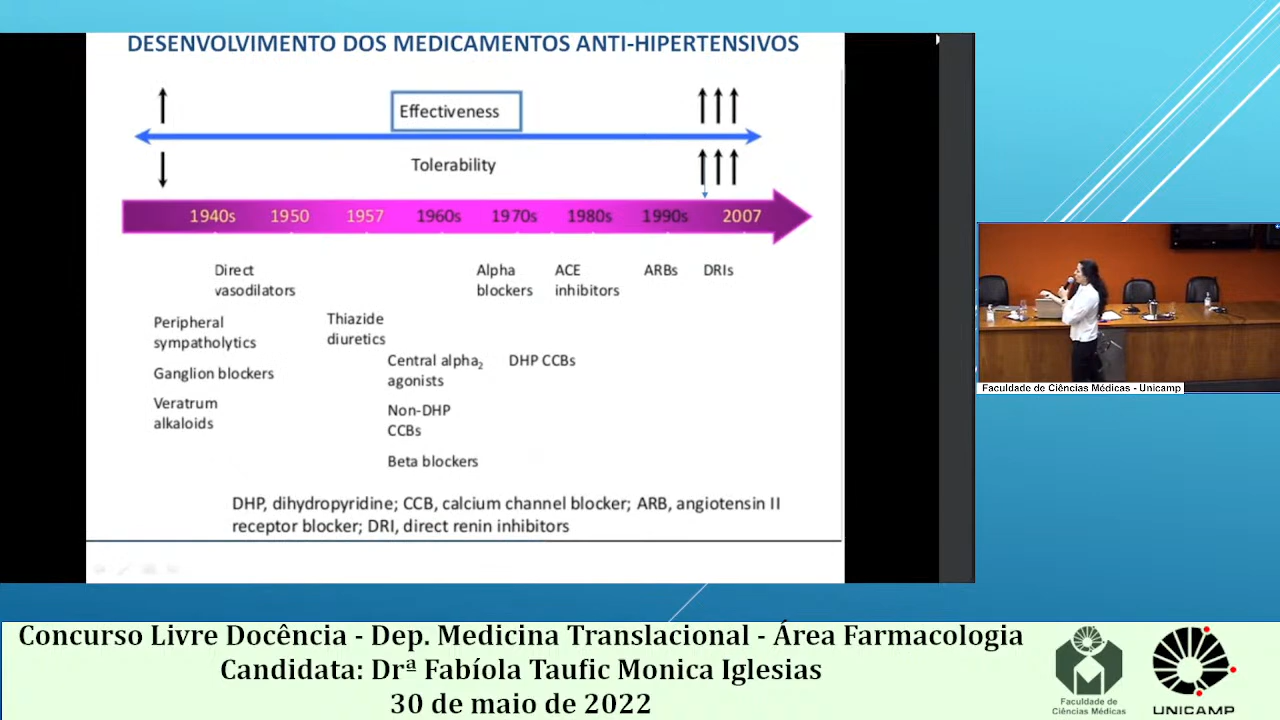 DESENVOLVIMENTO DOS MEDICAMENTOS ANTI-HIPERTENSIVOS
Effectiveness
Tolerability
1940s 1950 1957 1960s 1970s 1980s 1990s 2007
Direct
vasodilators
Alpha
blockers
ACE
inhibitors
ARBs
DRIs
Peripheral
sympatholytics
Thiazide
diuretics
Ganglion blockers
Central alpha₂
agonists
DHP CCBs
Veratrum
alkaloids
Non-DHP
CCBs
Beta blockers
DHP, dihydropyridine; CCB, calcium channel blocker; ARB, angiotensin II
receptor blocker; DRI, direct renin inhibitors
Faculdade de Ciências Médicas - Unicamp
Concurso Livre Docência - Dep. Medicina Translacional - Área Farmacologia
Candidata: Drª Fabíola Taufic Monica Iglesias
30 de maio de 2022
Faculdade de
Ciências Médicas
UNICAMP